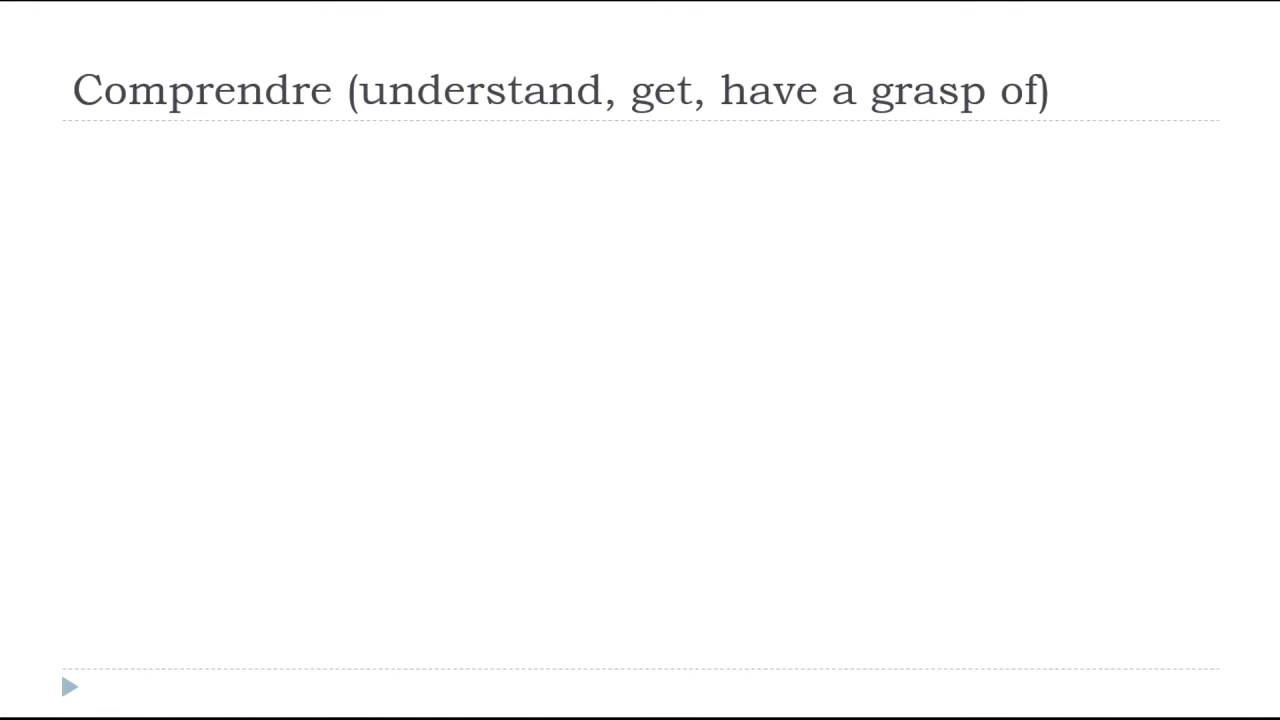 Comprendre (understand, get, have a grasp of)